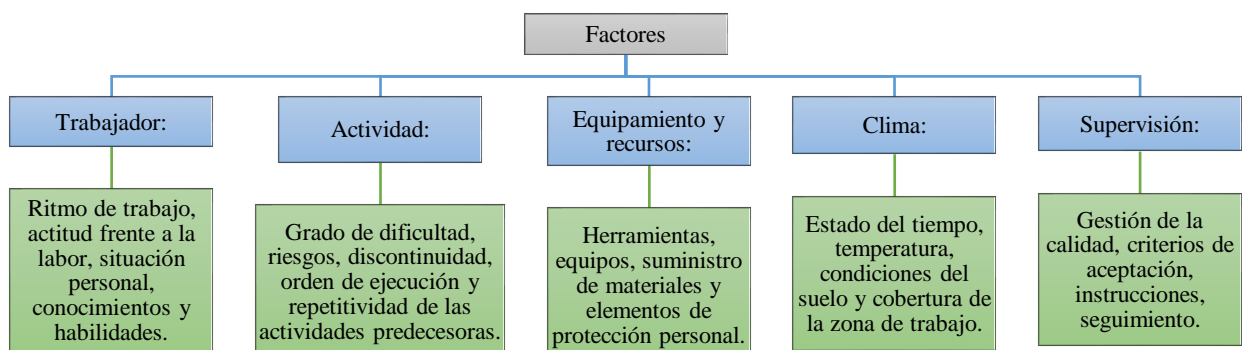 Factores
Trabajador:
Ritmo de trabajo,
actitud frente a la
labor, situación
personal,
conocimientos y
habilidades.
Actividad:
Grado de dificultad,
riesgos, discontinuidad,
orden de ejecución y
repetitividad de las
actividades predecesoras.
Equipamiento y
recursos:
Herramientas,
equipos, suministro
de materiales y
elementos de
protección personal.
Clima:
Estado del tiempo,
temperatura,
condiciones del
suelo y cobertura de
la zona de trabajo.
Supervisión:
Gestión de la
calidad, criterios de
aceptación,
instrucciones,
seguimiento.